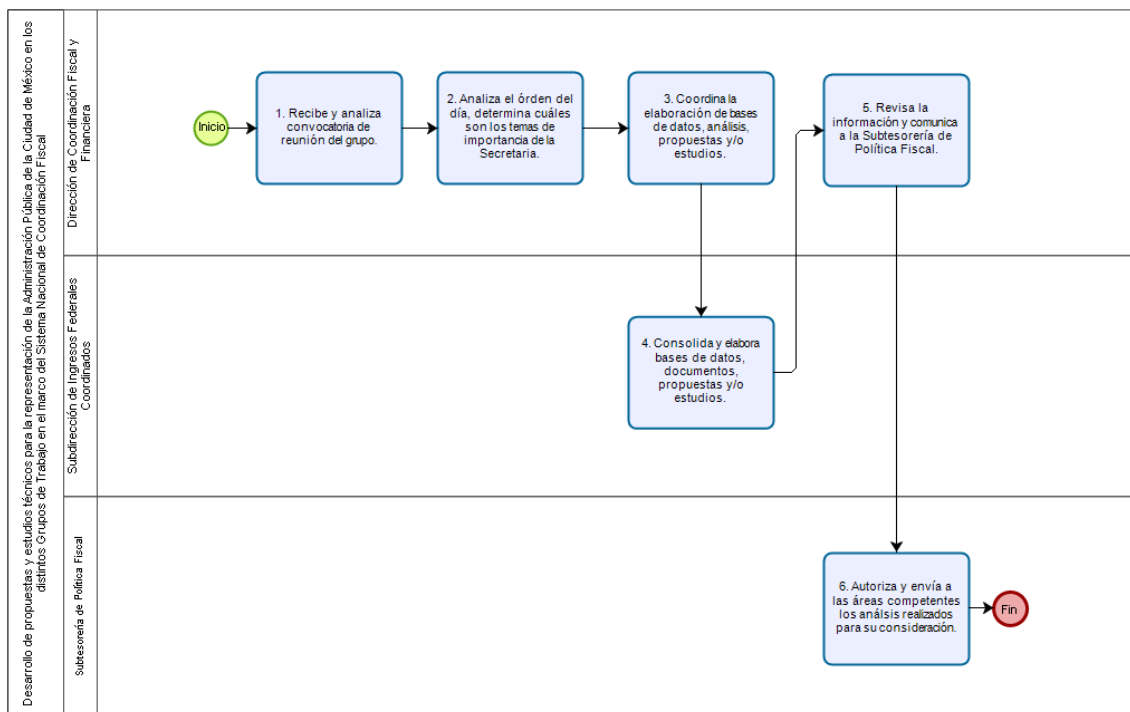 Desarrollo de propuestas y estudios técnicos para la representación de la Administración Pública de la Ciudad de México en los
distintos Grupos de Trabajo en el marco del Sistema Nacional de Coordinación Fiscal
Dirección de Coordinación Fiscal y
Financiera
Inicio
1. Recibe y analiza
convocatoria de
reunión del grupo.
2. Analiza el órden del
día, determina cuáles
son los temas de
importancia de la
Secretaria.
3. Coordina la
elaboración de bases
de datos, análisis,
propuestas y/o
estudios.
5. Revisa la
información y comunica
a la Subtesorería de
Política Fiscal.
Subdirección de Ingresos Federales
Coordinados
4. Consolida y elabora
bases de datos,
documentos,
propuestas y/o
estudios.
Subtesorería de Política Fiscal
6. Autoriza y envía a
las áreas competentes
los análsis realizados
para su consideración.
Fin